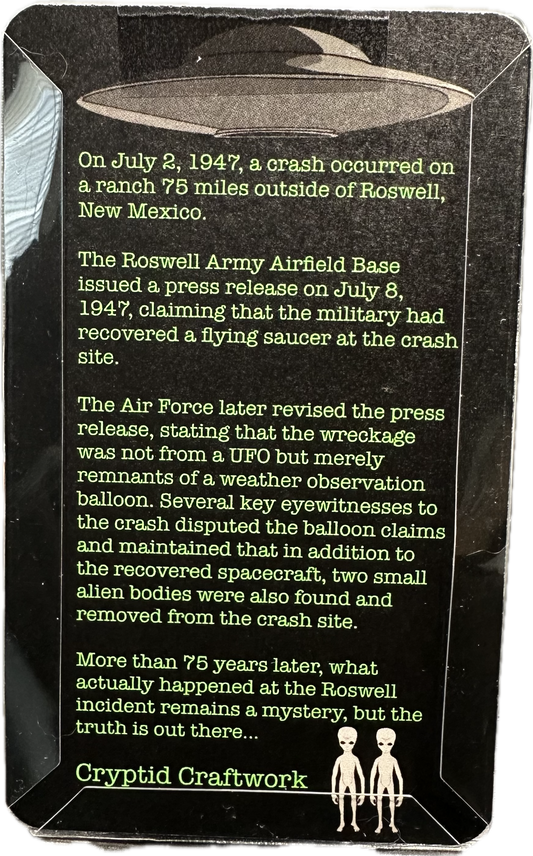 On July 2, 1947, a crash occurred on
a ranch 75 miles outside of Roswell,
New Mexico.
The Roswell Army Airfield Base
issued a press release on July 8,
1947, claiming that the military had
recovered a flying saucer at the crash
site.
The Air Force later revised the press
release, stating that the wreckage
was not from a UFO but merely
remnants of a weather observation
balloon. Several key eyewitnesses to
the crash disputed the balloon claims
and maintained that in addition to
the recovered spacecraft, two small
alien bodies were also found and
removed from the crash site.
More than 75 years later, what
actually happened at the Roswell
incident remains a mystery, but the
truth is out there...
Cryptid Craftwork